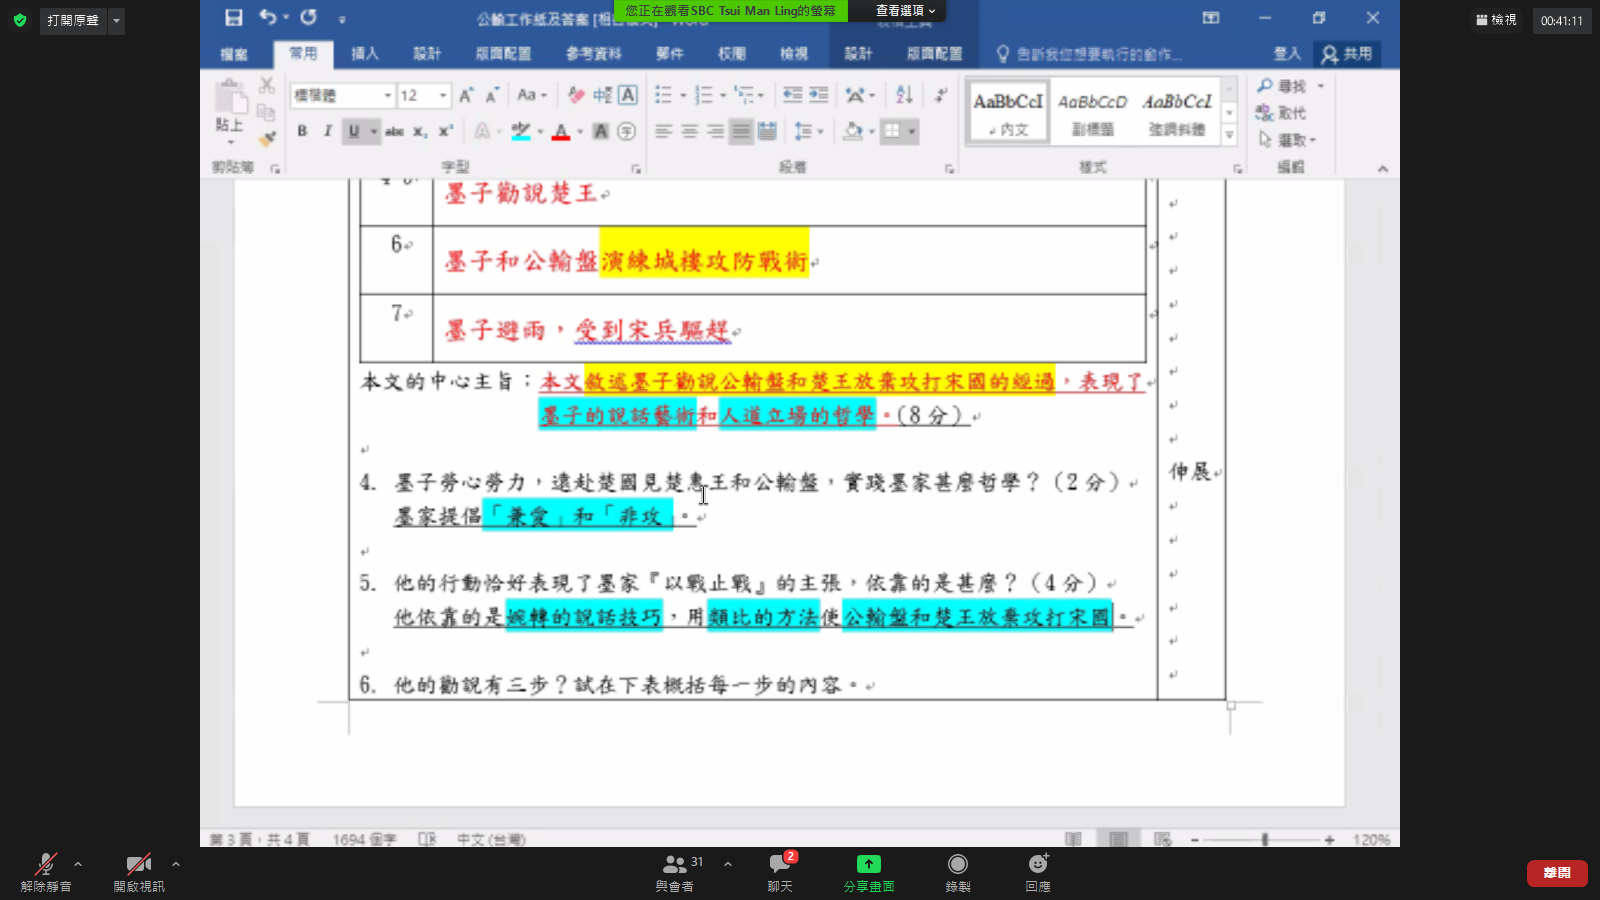 打開原聲
您正在觀看SBC Tsui Man Ling的螢幕
查看選項
檢視
00:41:11
公輸工作紙及答案
檔案 常用 插入 設計 版面配置 參考資料 郵件 校閱 檢視 設計 版面配置 告訴我您想要執行的動作... 登入 共用
標楷體 12
貼上
AaBbCcI AaBbCcD AaBbCcL
內文 副標題 強調斜體
尋找
取代
選取
剪貼簿 字型 段落 樣式 編輯
墨子勸說楚王
6 墨子和公輸盤演練城樓攻防戰術
7 墨子避雨，受到宋兵驅趕
本文的中心主旨：本文敘述墨子勸說公輸盤和楚王放棄攻打宋國的經過，表現了
墨子的說話藝術和人道立場的哲學。(8 分)
伸展
4. 墨子勞心勞力，遠赴楚國見楚惠王和公輸盤，實踐墨家甚麼哲學？(2 分)
墨家提倡「兼愛」和「非攻」。
5. 他的行動恰好表現了墨家『以戰止戰』的主張，依靠的是甚麼？(4 分)
他依靠的是婉轉的說話技巧，用類比的方法使公輸盤和楚王放棄攻打宋國。
6. 他的勸說有三步？試在下表概括每一步的內容。
第 3 頁，共 4 頁 1694 個字 中文 (台灣) 120%
解除靜音
開啟視訊
與會者 31
聊天 2
分享畫面
錄製
回應
離開